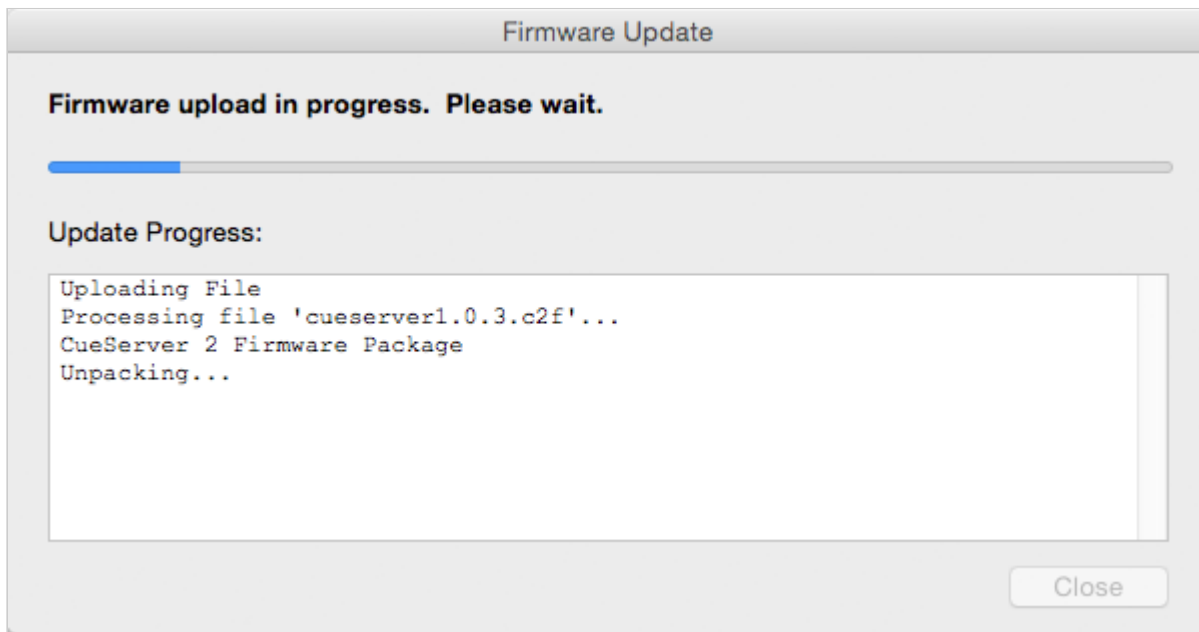 Firmware Update
Firmware upload in progress.  Please wait.
Update Progress:
Uploading File
Processing file 'cueserver1.0.3.c2f'...
CueServer 2 Firmware Package
Unpacking...
Close